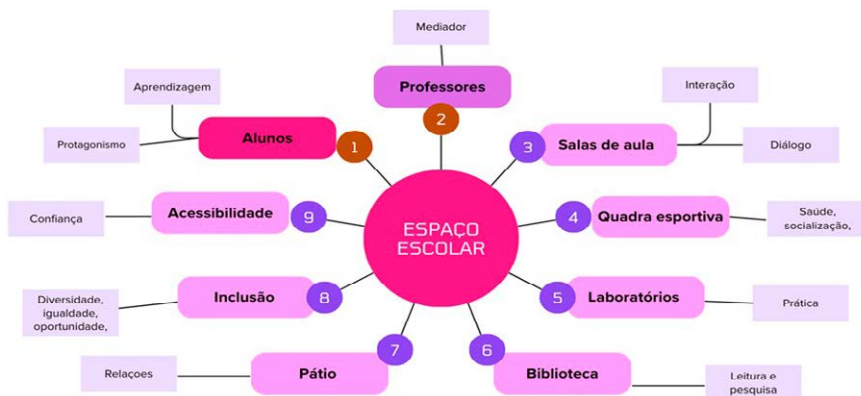 Mediador
Professores
2
Aprendizagem
Protagonismo
Alunos
1
Interação
Diálogo
3
Salas de aula
ESPAÇO
ESCOLAR
Confiança
Acessibilidade
9
4
Quadra esportiva
Saúde,
socialização,
Diversidade,
igualdade,
oportunidade,
Inclusão
8
5
Laboratórios
Prática
Relaçoes
Pátio
7
6
Biblioteca
Leitura e
pesquisa